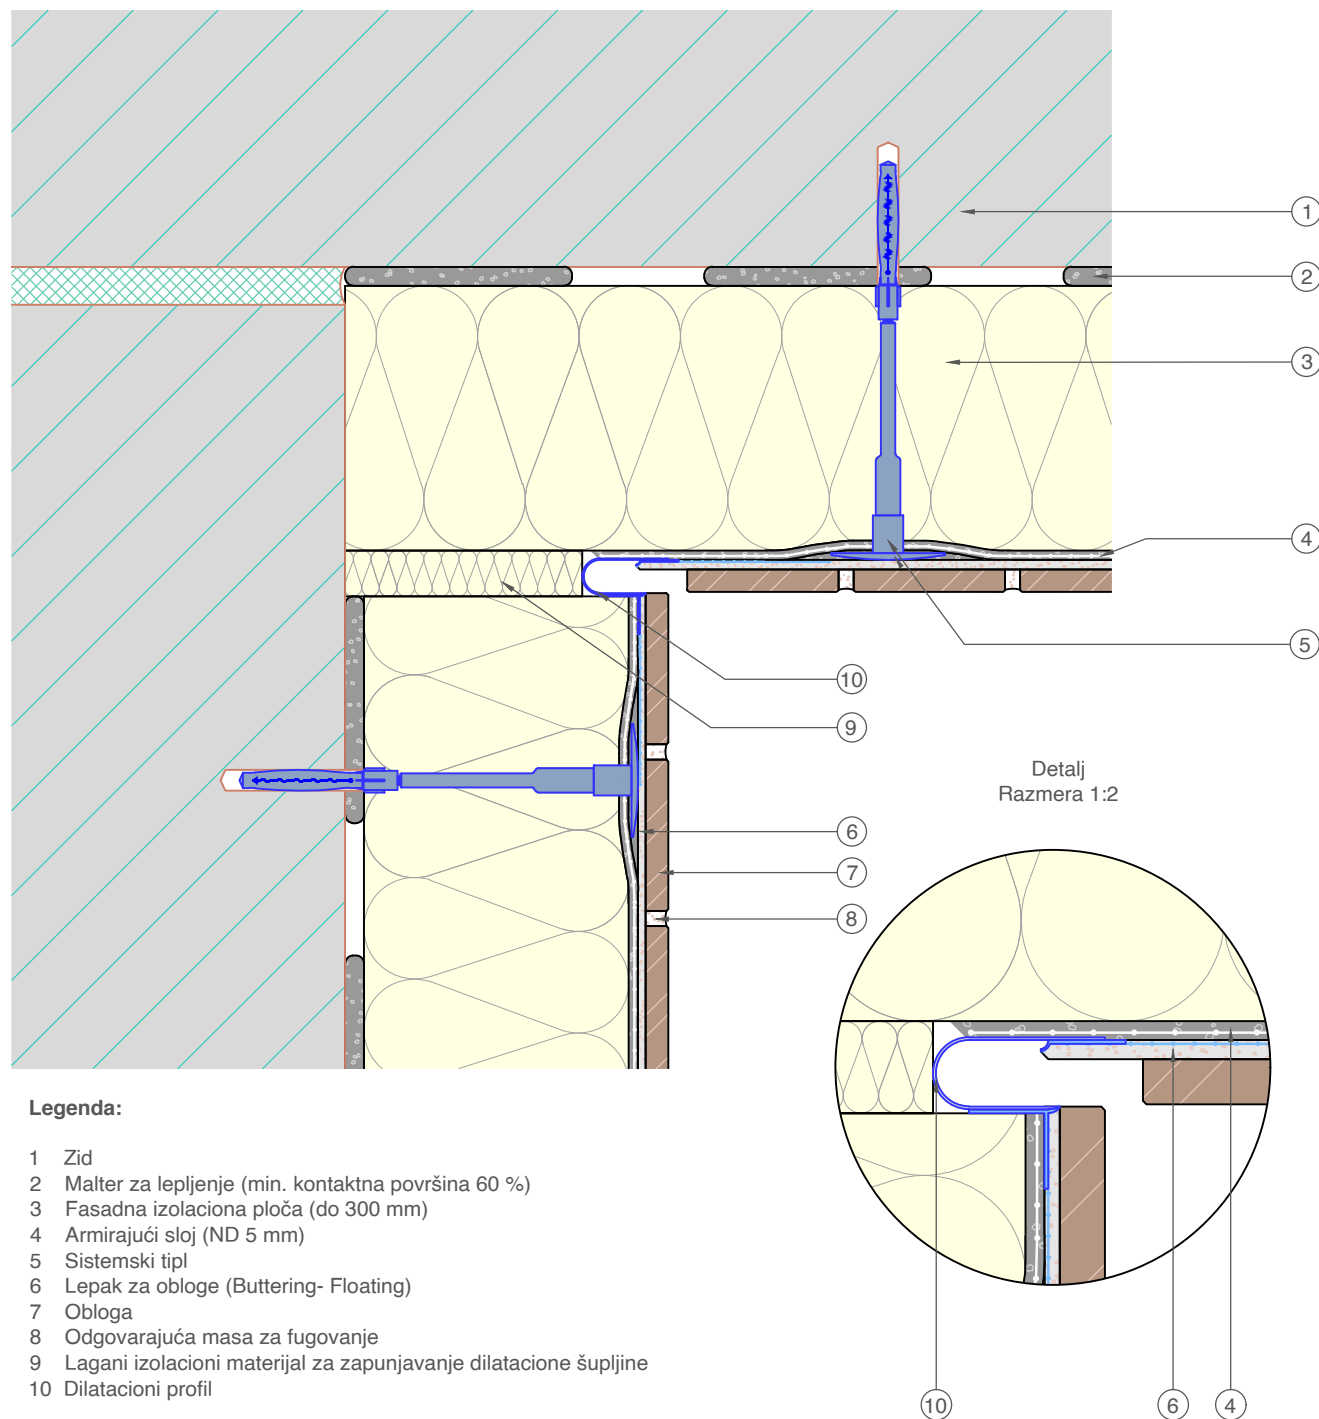 1
2
3
4
5
10
9
Detalj
Razmera 1:2
6
7
8
10
6
4
Legenda:
1 Zid
2 Malter za lepljenje (min. kontaktna površina 60 %)
3 Fasadna izolaciona ploča (do 300 mm)
4 Armirajući sloj (ND 5 mm)
5 Sistemski tipl
6 Lepak za obloge (Buttering- Floating)
7 Obloga
8 Odgovarajuća masa za fugovanje
9 Lagani izolacioni materijal za zapunjavanje dilatacione šupljine
10 Dilatacioni profil